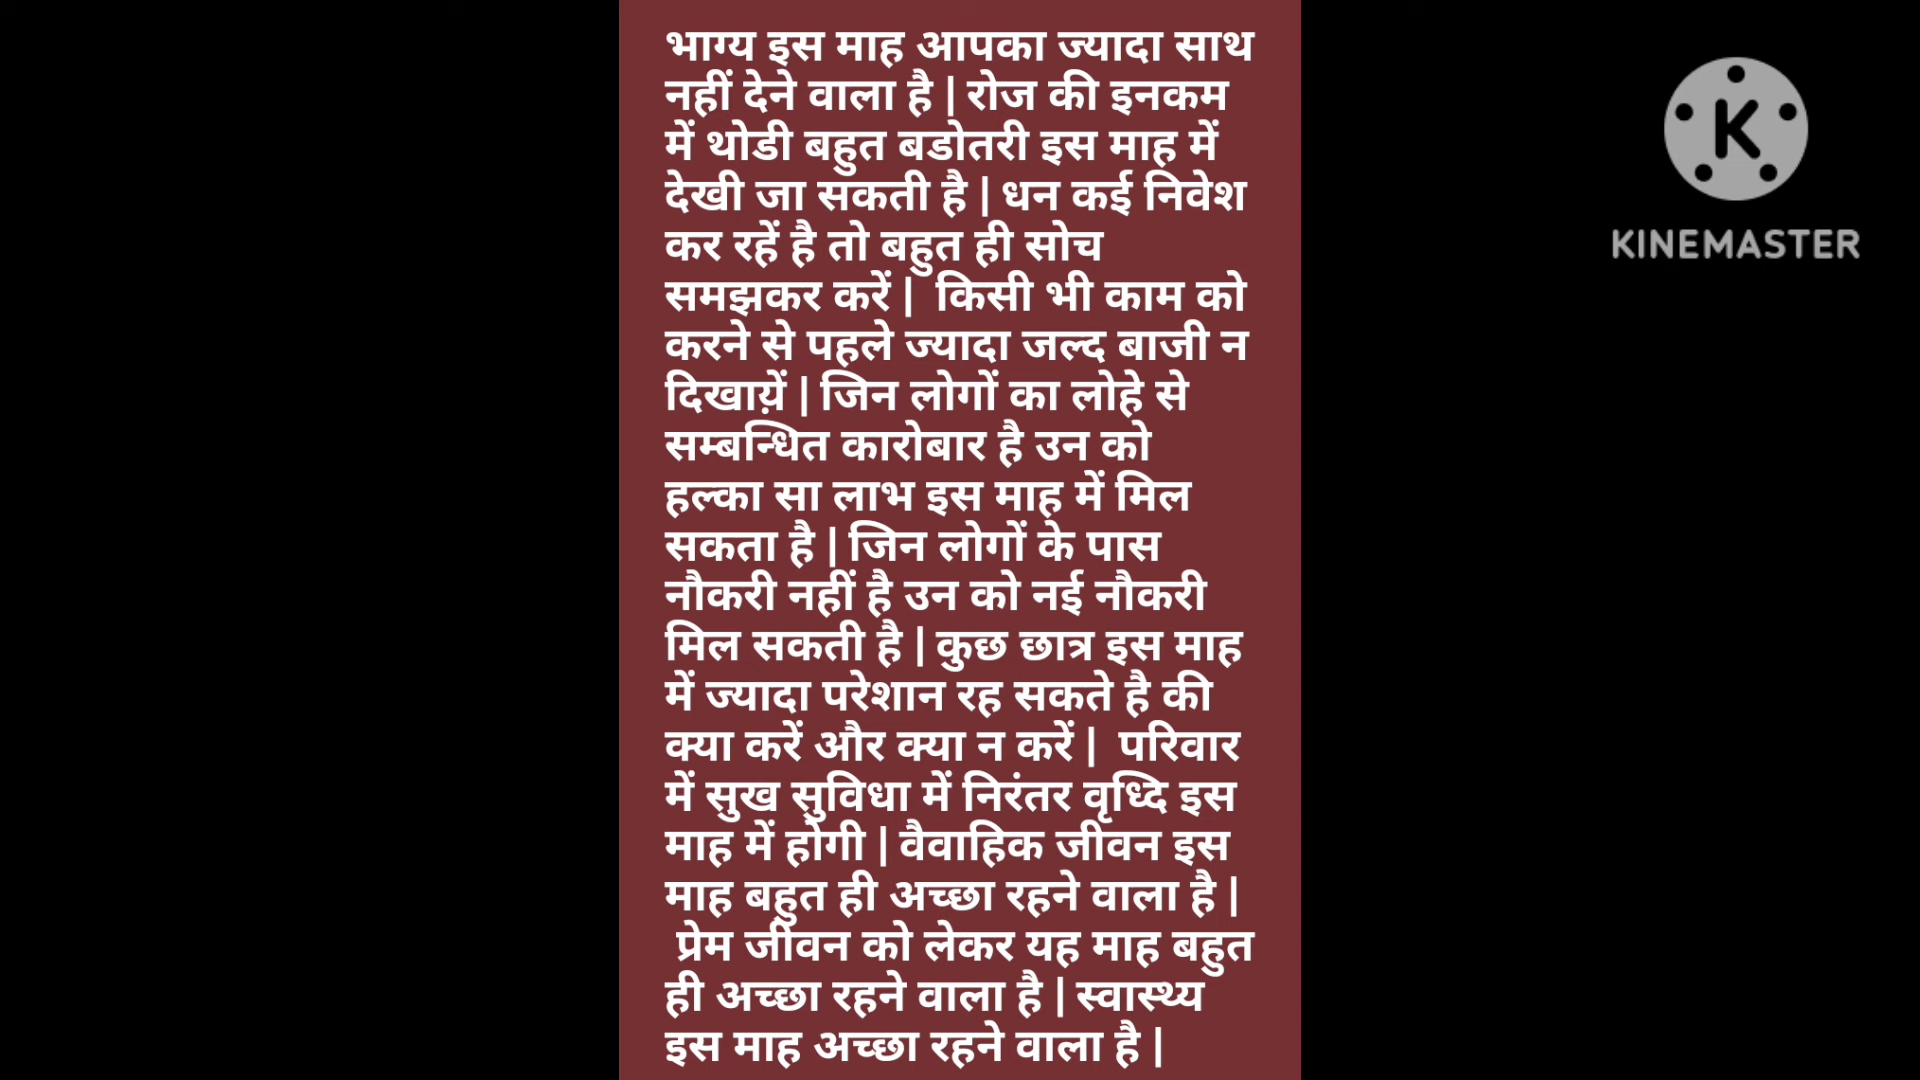 भाग्य इस माह आपका ज्यादा साथ
नहीं देने वाला है | रोज की इनकम
में थोडी बहुत बडोतरी इस माह में
देखी जा सकती है | धन कई निवेश
कर रहें है तो बहुत ही सोच
समझकर करें | किसी भी काम को
करने से पहले ज्यादा जल्द बाजी न
दिखाय़ें | जिन लोगों का लोहे से
सम्बन्धित कारोबार है उन को
हल्का सा लाभ इस माह में मिल
सकता है | जिन लोगों के पास
नौकरी नहीं है उन को नई नौकरी
मिल सकती है | कुछ छात्र इस माह
में ज्यादा परेशान रह सकते है की
क्या करें और क्या न करें | परिवार
में सुख सुविधा में निरंतर वृध्दि इस
माह में होगी | वैवाहिक जीवन इस
माह बहुत ही अच्छा रहने वाला है |
प्रेम जीवन को लेकर यह माह बहुत
ही अच्छा रहने वाला है | स्वास्थ्य
इस माह अच्छा रहने वाला है |
K
KINEMASTER